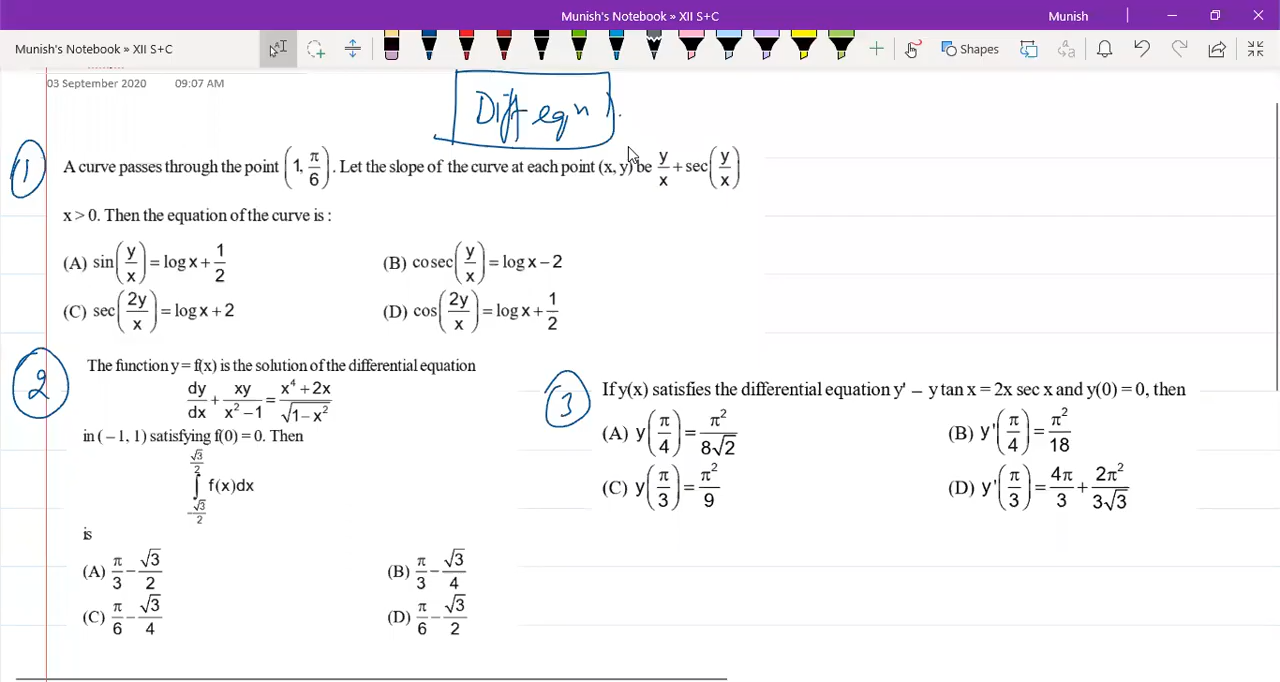 Munish's Notebook » XII S+C
Munish
Munish's Notebook » XII S+C
Shapes
03 September 2020 09:07 AM
Diff eqn).
1 A curve passes through the point (1, π/6). Let the slope of the curve at each point (x, y) be y/x + sec(y/x)
x > 0. Then the equation of the curve is :
(A) sin(y/x) = log x + 1/2 (B) cosec(y/x) = log x − 2
(C) sec(2y/x) = log x + 2 (D) cos(2y/x) = log x + 1/2
2 The function y = f(x) is the solution of the differential equation
dy/dx + xy/(x² − 1) = (x⁴ + 2x)/√(1 − x²)
in (−1, 1) satisfying f(0) = 0. Then
∫_{−√3/2}^{√3/2} f(x)dx
is
(A) π/3 − √3/2 (B) π/3 − √3/4
(C) π/6 − √3/4 (D) π/6 − √3/2
3 If y(x) satisfies the differential equation y' − y tan x = 2x sec x and y(0) = 0, then
(A) y(π/4) = π²/(8√2) (B) y'(π/4) = π²/18
(C) y(π/3) = π²/9 (D) y'(π/3) = 4π/3 + 2π²/(3√3)